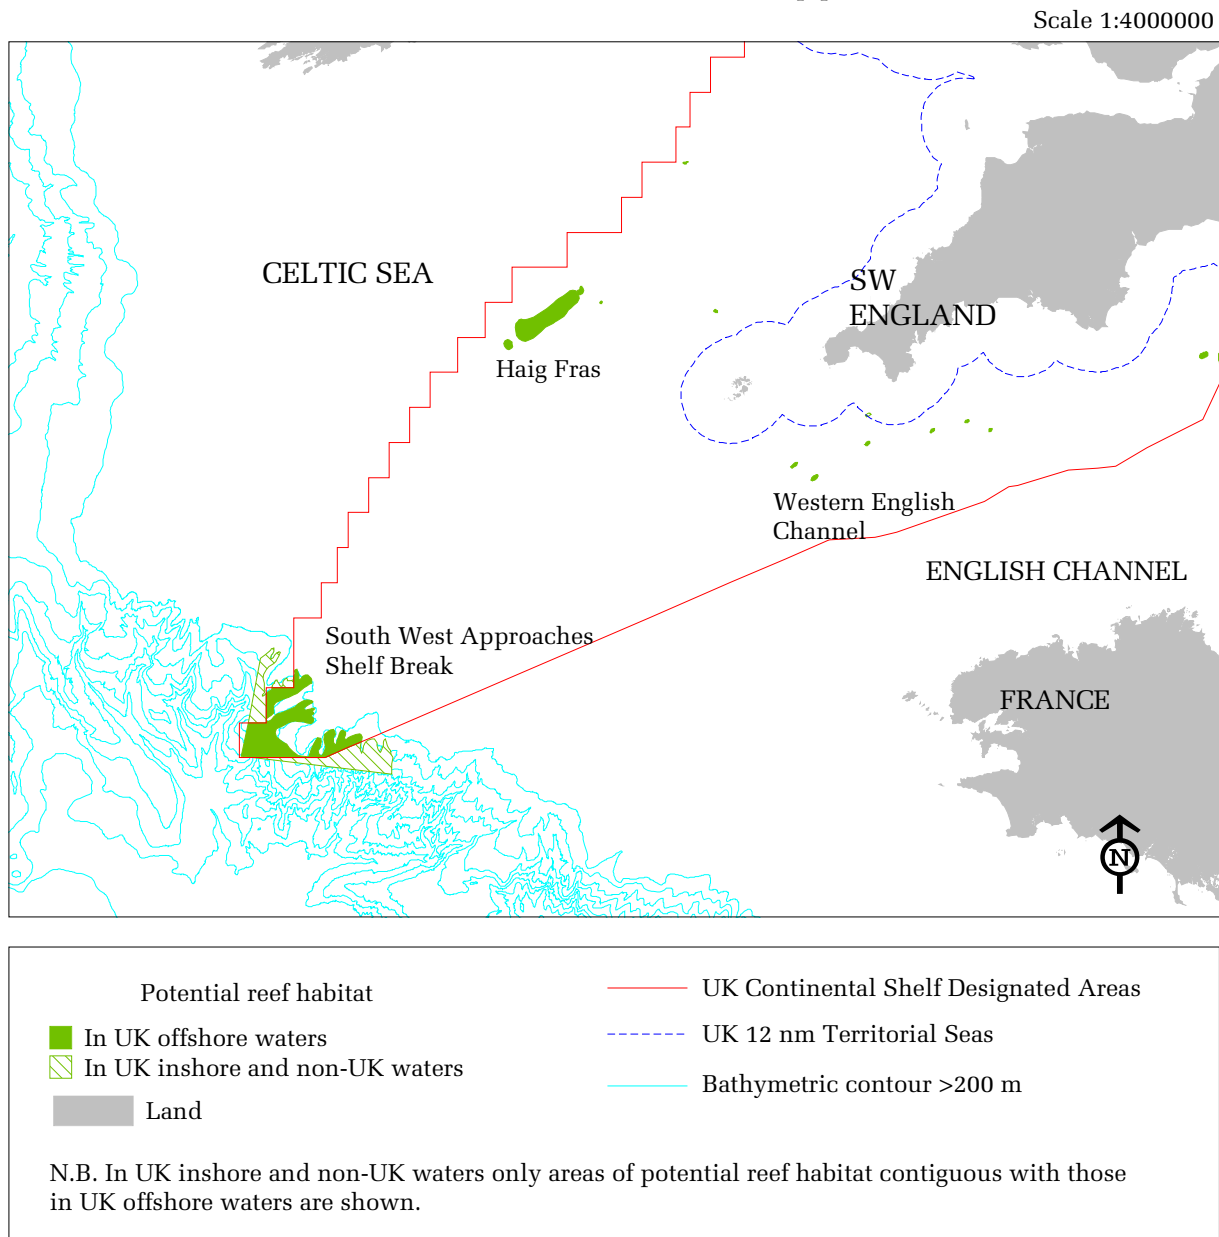 Scale 1:4000000
CELTIC SEA
SW
ENGLAND
Haig Fras
Western English
Channel
ENGLISH CHANNEL
South West Approaches
Shelf Break
FRANCE
N
Potential reef habitat
In UK offshore waters
In UK inshore and non-UK waters
Land
UK Continental Shelf Designated Areas
UK 12 nm Territorial Seas
Bathymetric contour >200 m
N.B. In UK inshore and non-UK waters only areas of potential reef habitat contiguous with those
in UK offshore waters are shown.